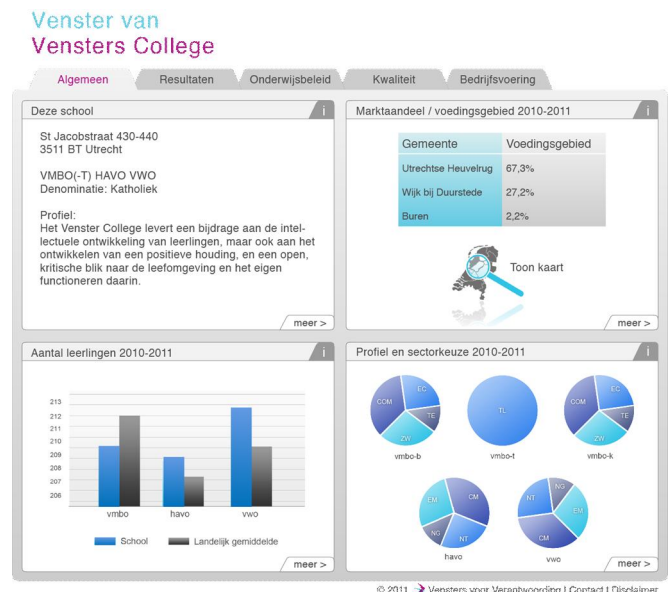 Venster van
Vensters College
Algemeen
Resultaten
Onderwijsbeleid
Kwaliteit
Bedrijfsvoering
Deze school
i
St Jacobstraat 430-440
3511 BT Utrecht
VMBO(-T) HAVO VWO
Denominatie: Katholiek
Profiel:
Het Venster College levert een bijdrage aan de intel-
lectuele ontwikkeling van leerlingen, maar ook aan het
ontwikkelen van een positieve houding, en een open,
kritische blik naar de leefomgeving en het eigen
functioneren daarin.
meer >
Marktaandeel / voedingsgebied 2010-2011
i
Gemeente Voedingsgebied
Utrechtse Heuvelrug 67,3%
Wijk bij Duurstede 27,2%
Buren 2,2%
Toon kaart
meer >
Aantal leerlingen 2010-2011
i
213
212
211
210
209
208
207
206
vmbo
havo
vwo
School
Landelijk gemiddelde
meer >
Profiel en sectorkeuze 2010-2011
i
COM
EC
TE
ZW
vmbo-b
TL
vmbo-t
COM
EC
TE
ZW
vmbo-k
EM
CM
NG
NT
havo
NT
NG
EM
CM
vwo
meer >
© 2011 Vensters voor Verantwoording | Contact | Disclaimer